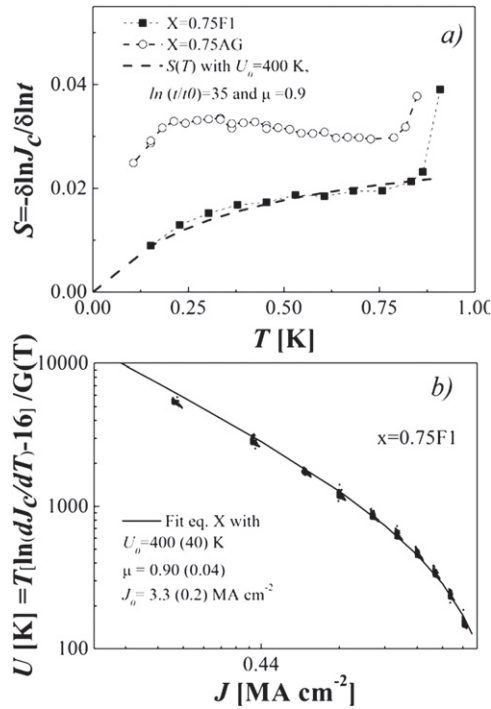 X=0.75F1
X=0.75AG
S(T) with U₀=400 K,
ln (t/t0)=35 and μ=0.9
a)
0.04
0.02
0.00
S=-δlnJ_C/δlnt
0.00 0.25 0.50 0.75 1.00
T [K]
b)
x=0.75F1
10000
1000
100
U [K] =T[ln(dJ_c/dT)-16] /G(T)
Fit eq. X with
U₀=400 (40) K
μ = 0.90 (0.04)
J₀= 3.3 (0.2) MA cm⁻²
0.44
J [MA cm⁻²]